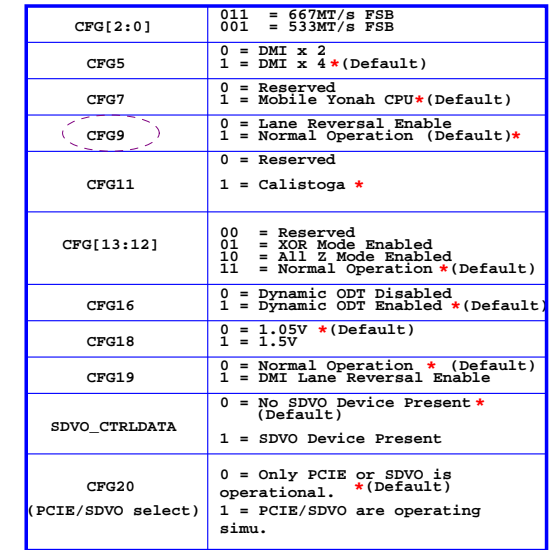 CFG[2:0]
011 = 667MT/s FSB
001 = 533MT/s FSB
CFG5
0 = DMI x 2
1 = DMI x 4 *(Default)
CFG7
0 = Reserved
1 = Mobile Yonah CPU*(Default)
CFG9
0 = Lane Reversal Enable
1 = Normal Operation (Default)*
CFG11
0 = Reserved
1 = Calistoga *
CFG[13:12]
00 = Reserved
01 = XOR Mode Enabled
10 = All Z Mode Enabled
11 = Normal Operation *(Default)
CFG16
0 = Dynamic ODT Disabled
1 = Dynamic ODT Enabled *(Default)
CFG18
0 = 1.05V *(Default)
1 = 1.5V
CFG19
0 = Normal Operation * (Default)
1 = DMI Lane Reversal Enable
SDVO_CTRLDATA
0 = No SDVO Device Present *
(Default)
1 = SDVO Device Present
CFG20
(PCIE/SDVO select)
0 = Only PCIE or SDVO is
operational. *(Default)
1 = PCIE/SDVO are operating
simu.